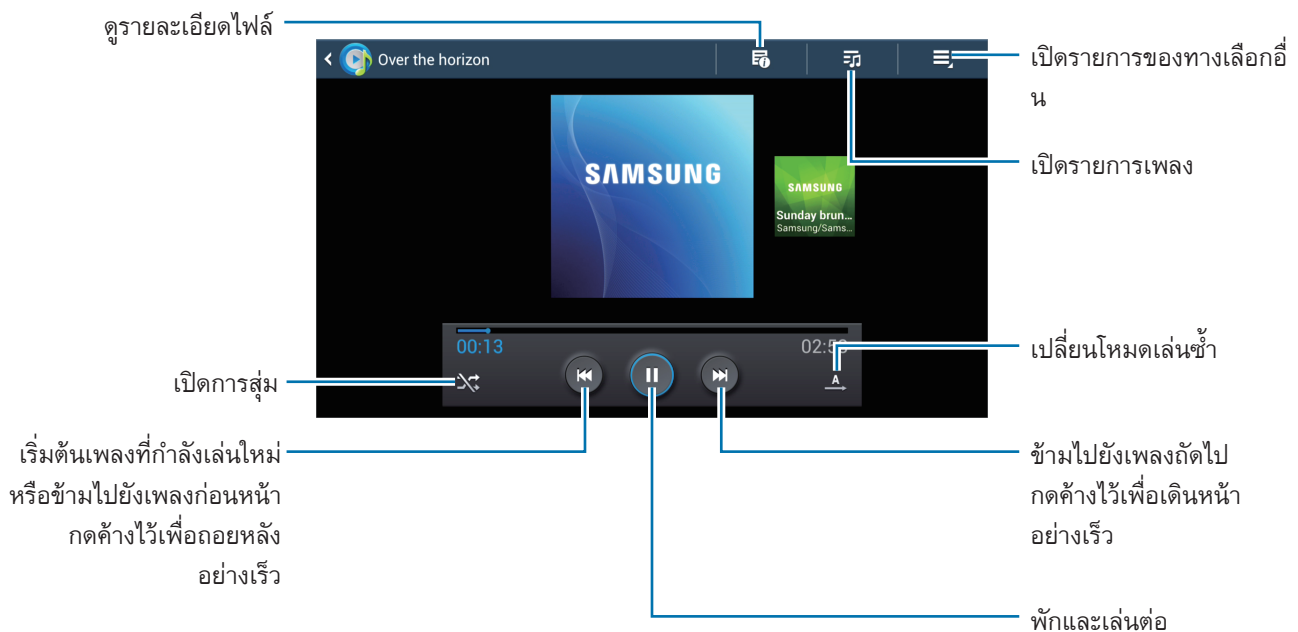 ดูรายละเอียดไฟล์
Over the horizon
เปิดรายการของทางเลือกอื่
น
SAMSUNG
เปิดรายการเพลง
SAMSUNG
Sunday brun...
Samsung/Sams...
00:13
เปลี่ยนโหมดเล่นซ้ำ
A
เปิดการสุ่ม
เริ่มต้นเพลงที่กำลังเล่นใหม่
หรือข้ามไปยังเพลงก่อนหน้า
กดค้างไว้เพื่อถอยหลัง
อย่างเร็ว
ข้ามไปยังเพลงถัดไป
กดค้างไว้เพื่อเดินหน้า
อย่างเร็ว
พักและเล่นต่อ